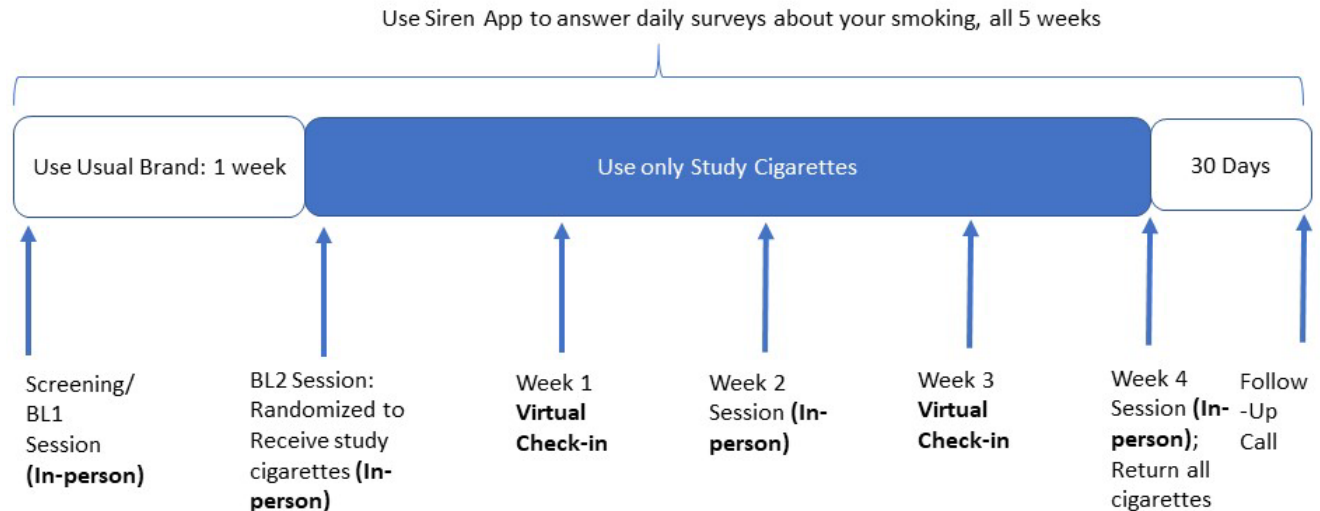 Use Siren App to answer daily surveys about your smoking, all 5 weeks
Use Usual Brand: 1 week
Use only Study Cigarettes
30 Days
Screening/
BL1
Session
(In-person)
BL2 Session:
Randomized to
Receive study
cigarettes (In-
person)
Week 1
Virtual
Check-in
Week 2
Session (In-
person)
Week 3
Virtual
Check-in
Week 4
Session (In-
person);
Return all
cigarettes
Follow
-Up
Call